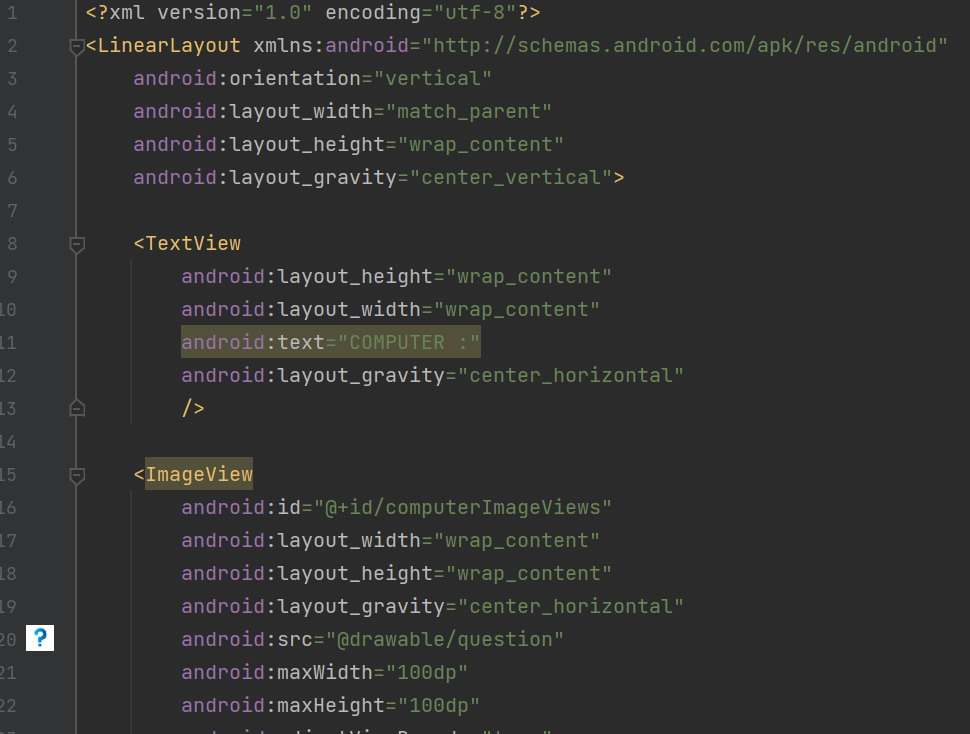 1 <?xml version="1.0" encoding="utf-8"?>
2 <LinearLayout xmlns:android="http://schemas.android.com/apk/res/android"
3 android:orientation="vertical"
4 android:layout_width="match_parent"
5 android:layout_height="wrap_content"
6 android:layout_gravity="center_vertical">
7
8 <TextView
9 android:layout_height="wrap_content"
10 android:layout_width="wrap_content"
11 android:text="COMPUTER :"
12 android:layout_gravity="center_horizontal"
13 />
14
15 <ImageView
16 android:id="@+id/computerImageViews"
17 android:layout_width="wrap_content"
18 android:layout_height="wrap_content"
19 android:layout_gravity="center_horizontal"
20 ? android:src="@drawable/question"
21 android:maxWidth="100dp"
22 android:maxHeight="100dp"